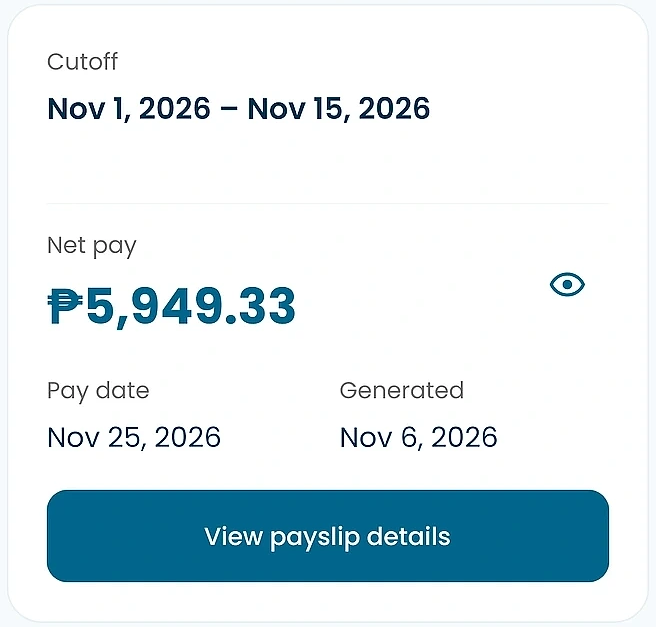 Cutoff
Nov 1, 2026 – Nov 15, 2026
Net pay
₱5,949.33
Pay date
Generated
Nov 25, 2026
Nov 6, 2026
View payslip details